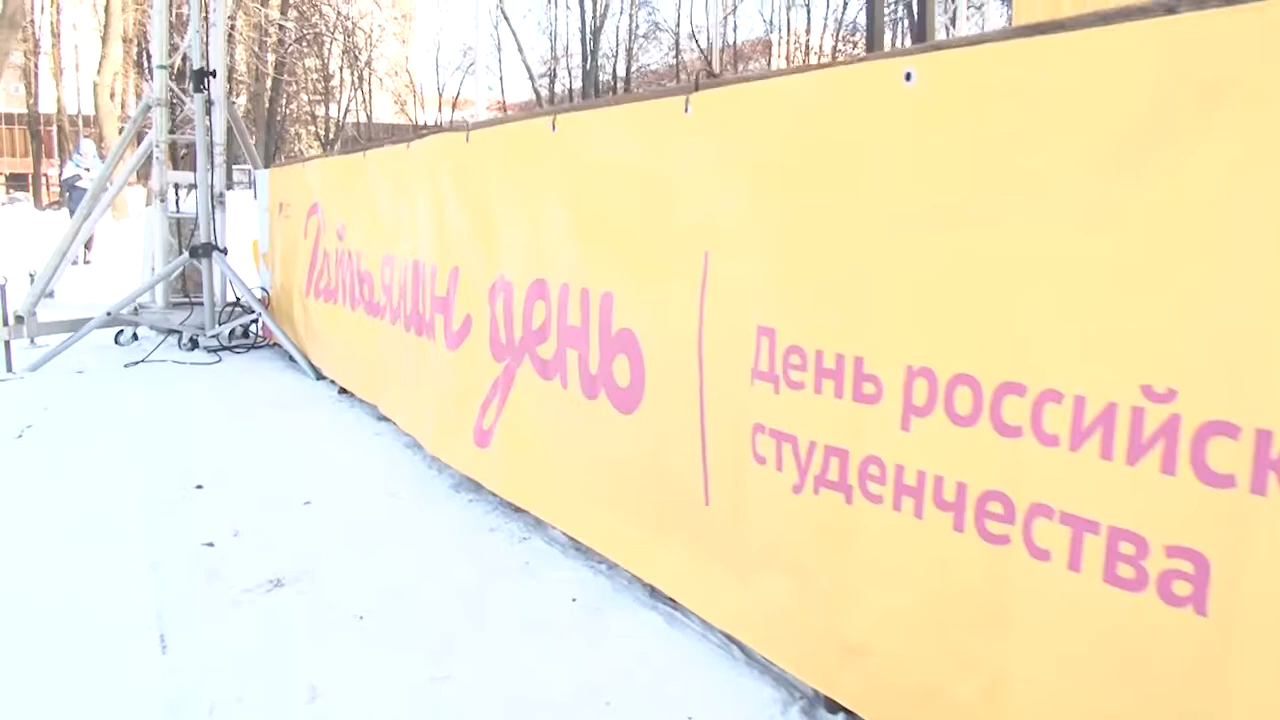 Татьянин день
День российск
студенчества